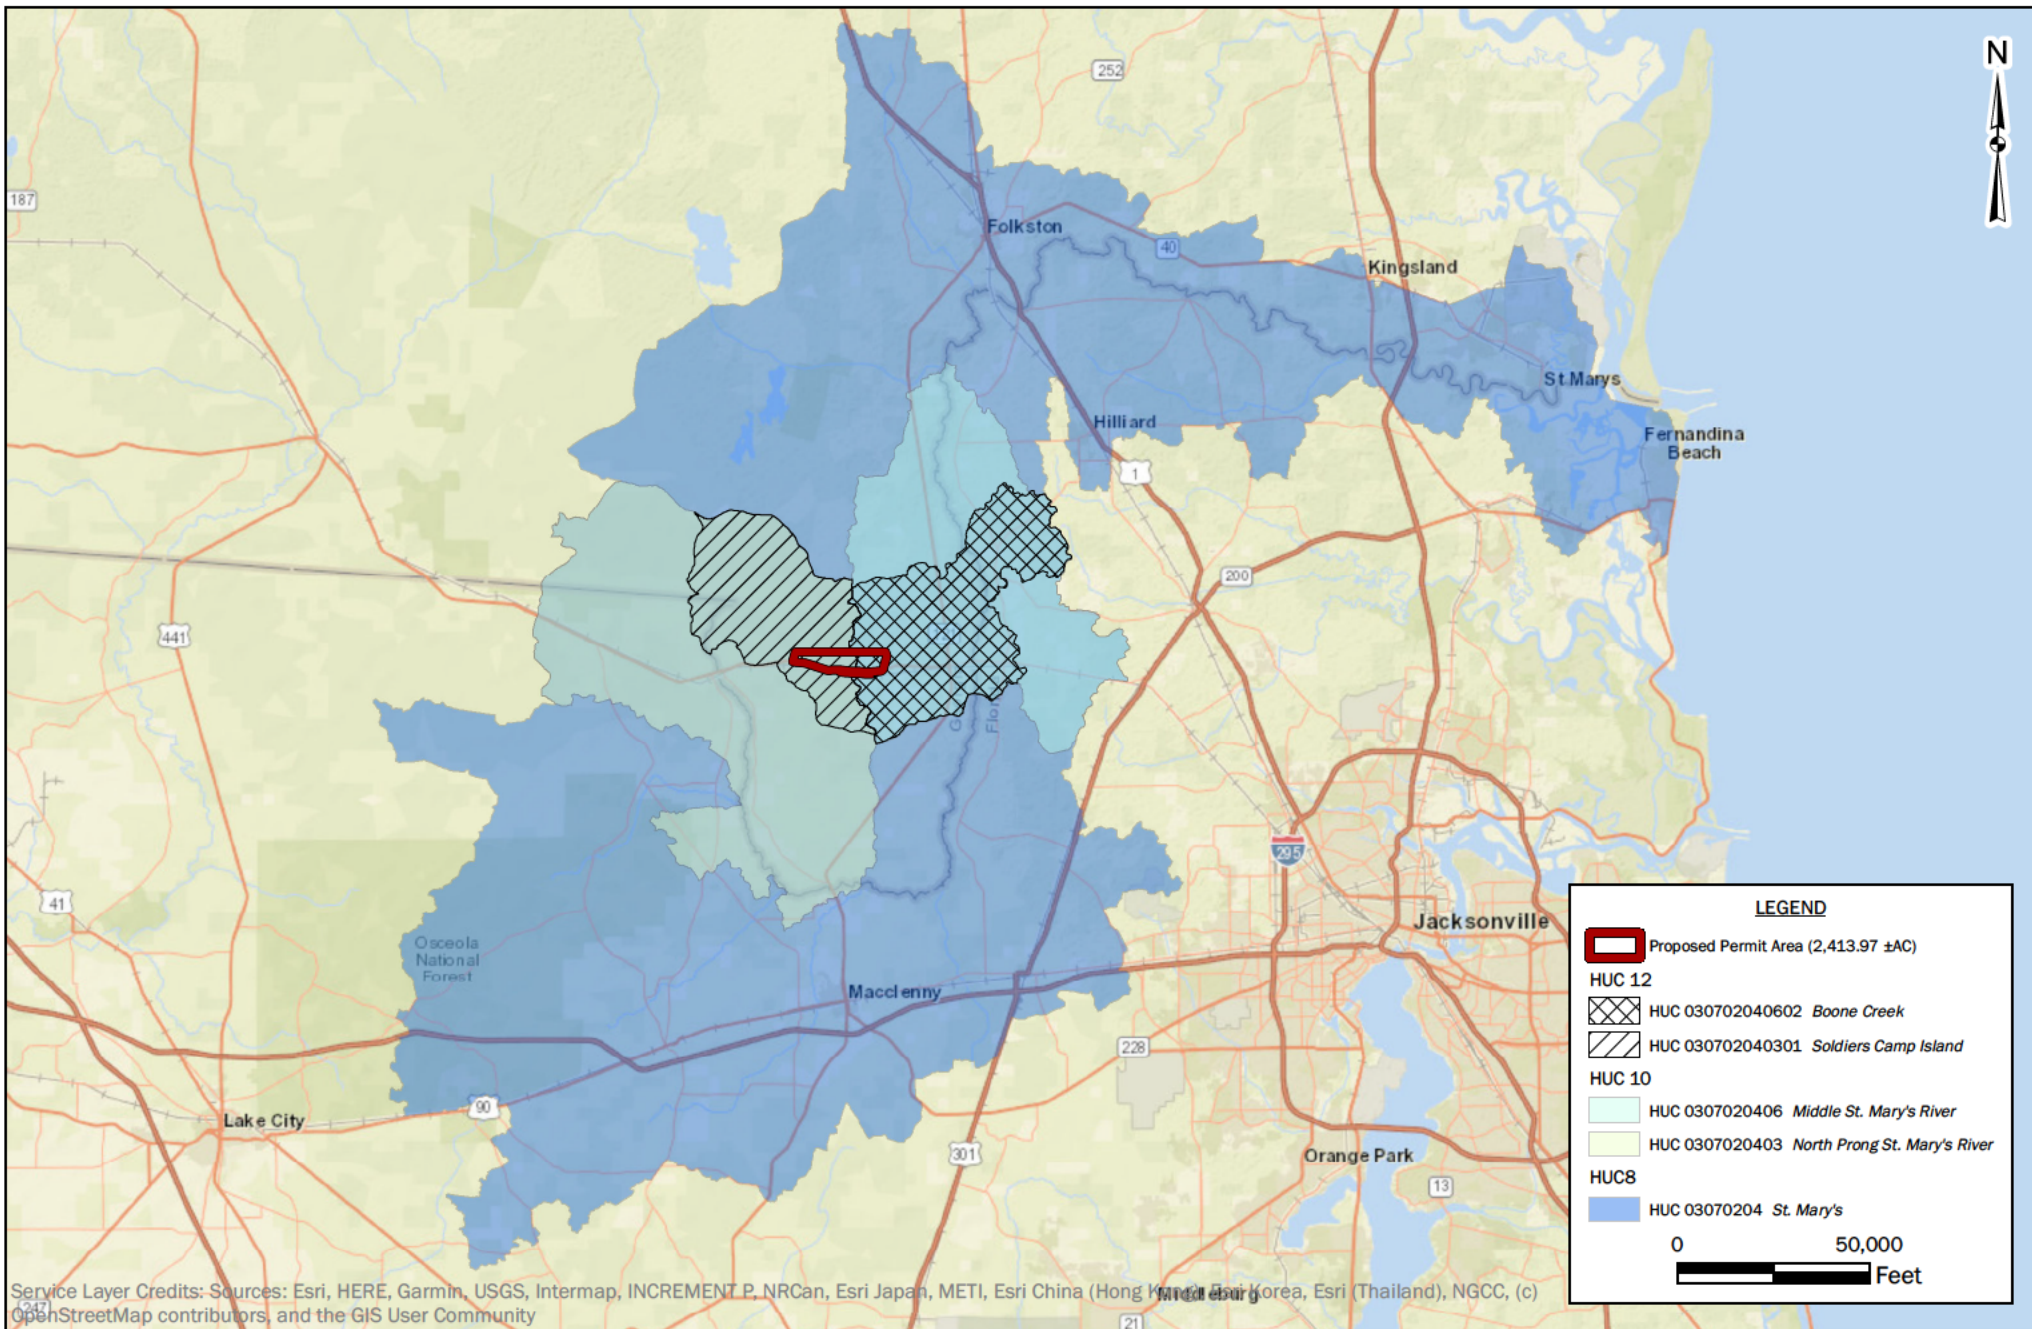 N
252
187
Folkston
40
Kingsland
St Marys
Hilliard
Fernandina
Beach
1
200
441
295
41
Jacksonville
Osceola
National
Forest
Macclenny
228
90
Lake City
301
Orange Park
13
LEGEND
Proposed Permit Area (2,413.97 ±AC)
HUC 12
HUC 030702040602 Boone Creek
HUC 030702040301 Soldiers Camp Island
HUC 10
HUC 0307020406 Middle St. Mary's River
HUC 0307020403 North Prong St. Mary's River
HUC8
HUC 03070204 St. Mary's
0 50,000
Feet
Middleburg
Service Layer Credits: Sources: Esri, HERE, Garmin, USGS, Intermap, INCREMENT P, NRCan, Esri Japan, METI, Esri China (Hong Kong), Esri Korea, Esri (Thailand), NGCC, (c)
OpenStreetMap contributors, and the GIS User Community
247
21